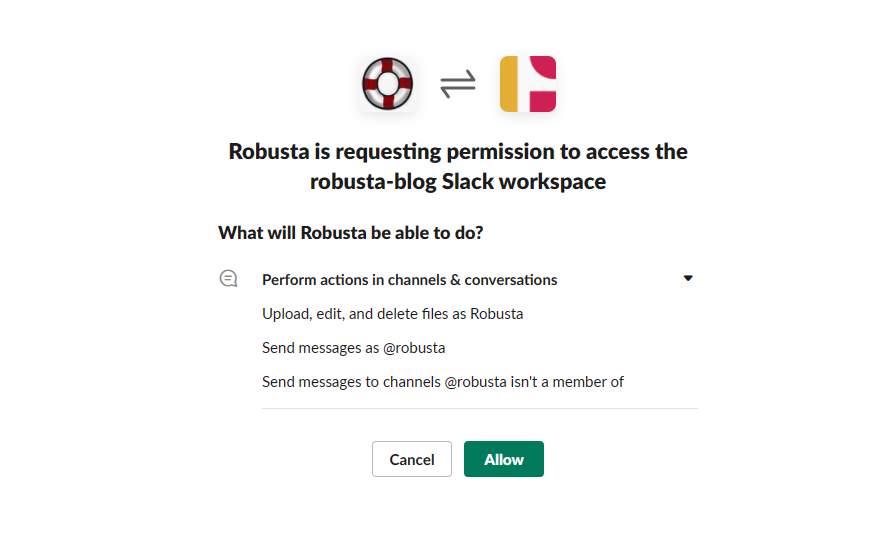 Robusta is requesting permission to access the
robusta-blog Slack workspace
What will Robusta be able to do?
Perform actions in channels & conversations
Upload, edit, and delete files as Robusta
Send messages as @robusta
Send messages to channels @robusta isn't a member of
Cancel
Allow